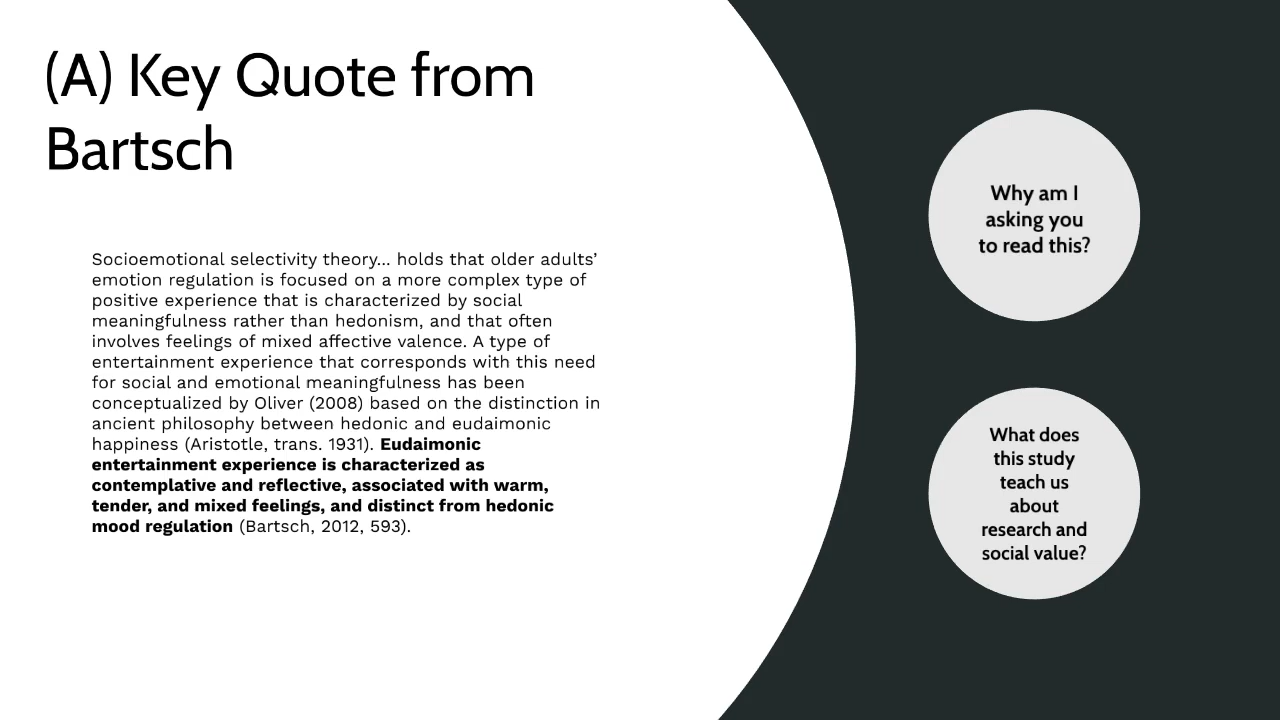 (A) Key Quote from
Bartsch
Socioemotional selectivity theory... holds that older adults’
emotion regulation is focused on a more complex type of
positive experience that is characterized by social
meaningfulness rather than hedonism, and that often
involves feelings of mixed affective valence. A type of
entertainment experience that corresponds with this need
for social and emotional meaningfulness has been
conceptualized by Oliver (2008) based on the distinction in
ancient philosophy between hedonic and eudaimonic
happiness (Aristotle, trans. 1931). Eudaimonic
entertainment experience is characterized as
contemplative and reflective, associated with warm,
tender, and mixed feelings, and distinct from hedonic
mood regulation (Bartsch, 2012, 593).
Why am I
asking you
to read this?
What does
this study
teach us
about
research and
social value?